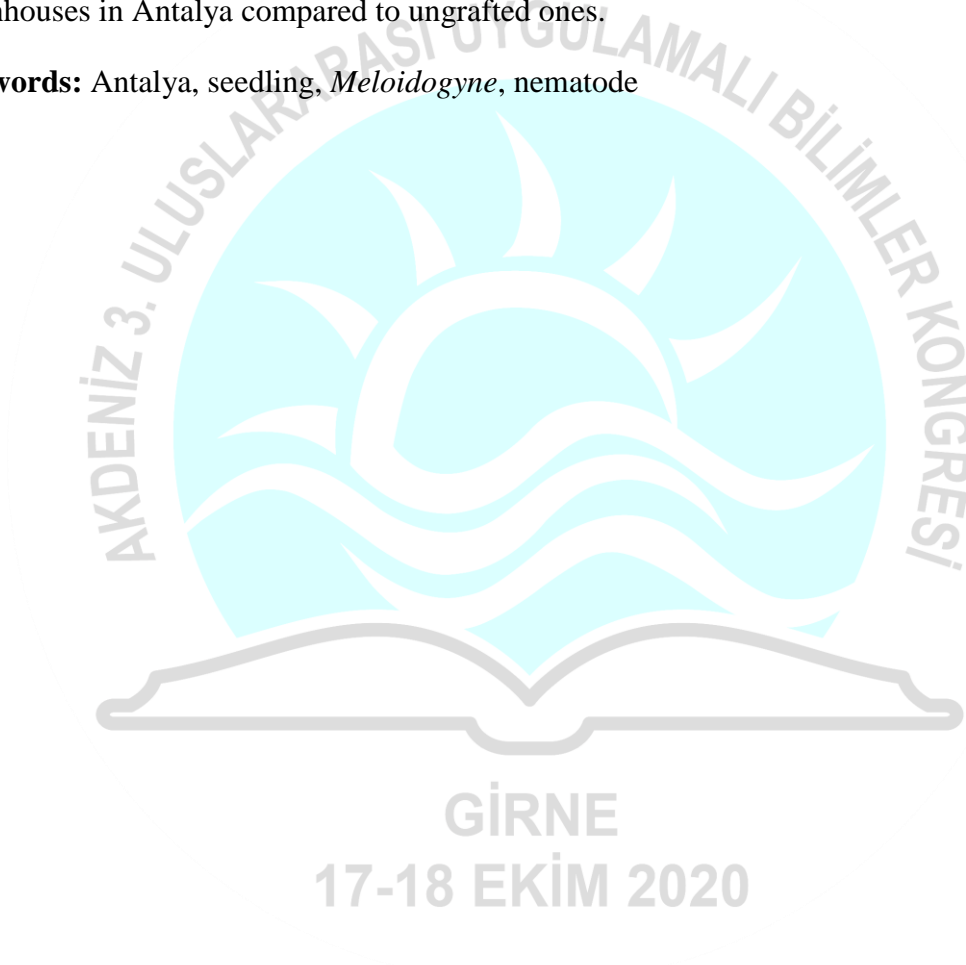 nhouses in Antalya compared to ungrafted ones.
words: Antalya, seedling, Meloidogyne, nematode
AKDENİZ 3. ULUSLARARASI UYGULAMALI BİLİMLER KONGRESİ
GİRNE
17-18 EKİM 2020